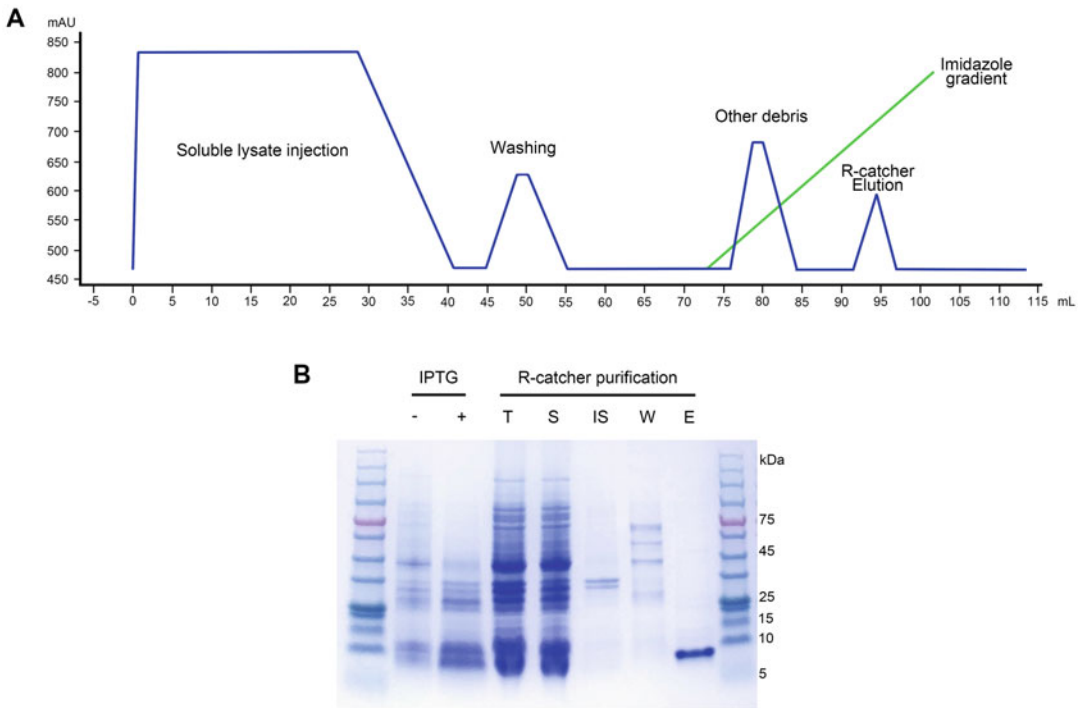 A
mAU
850
800
750
700
650
600
550
500
450
Soluble lysate injection
Washing
Other debris
Imidazole
gradient
R-catcher
Elution
-5 0 5 10 15 20 25 30 35 40 45 50 55 60 65 70 75 80 85 90 95 100 105 110 115 mL
B
IPTG R-catcher purification
- + T S IS W E
kDa
75
45
25
15
10
5